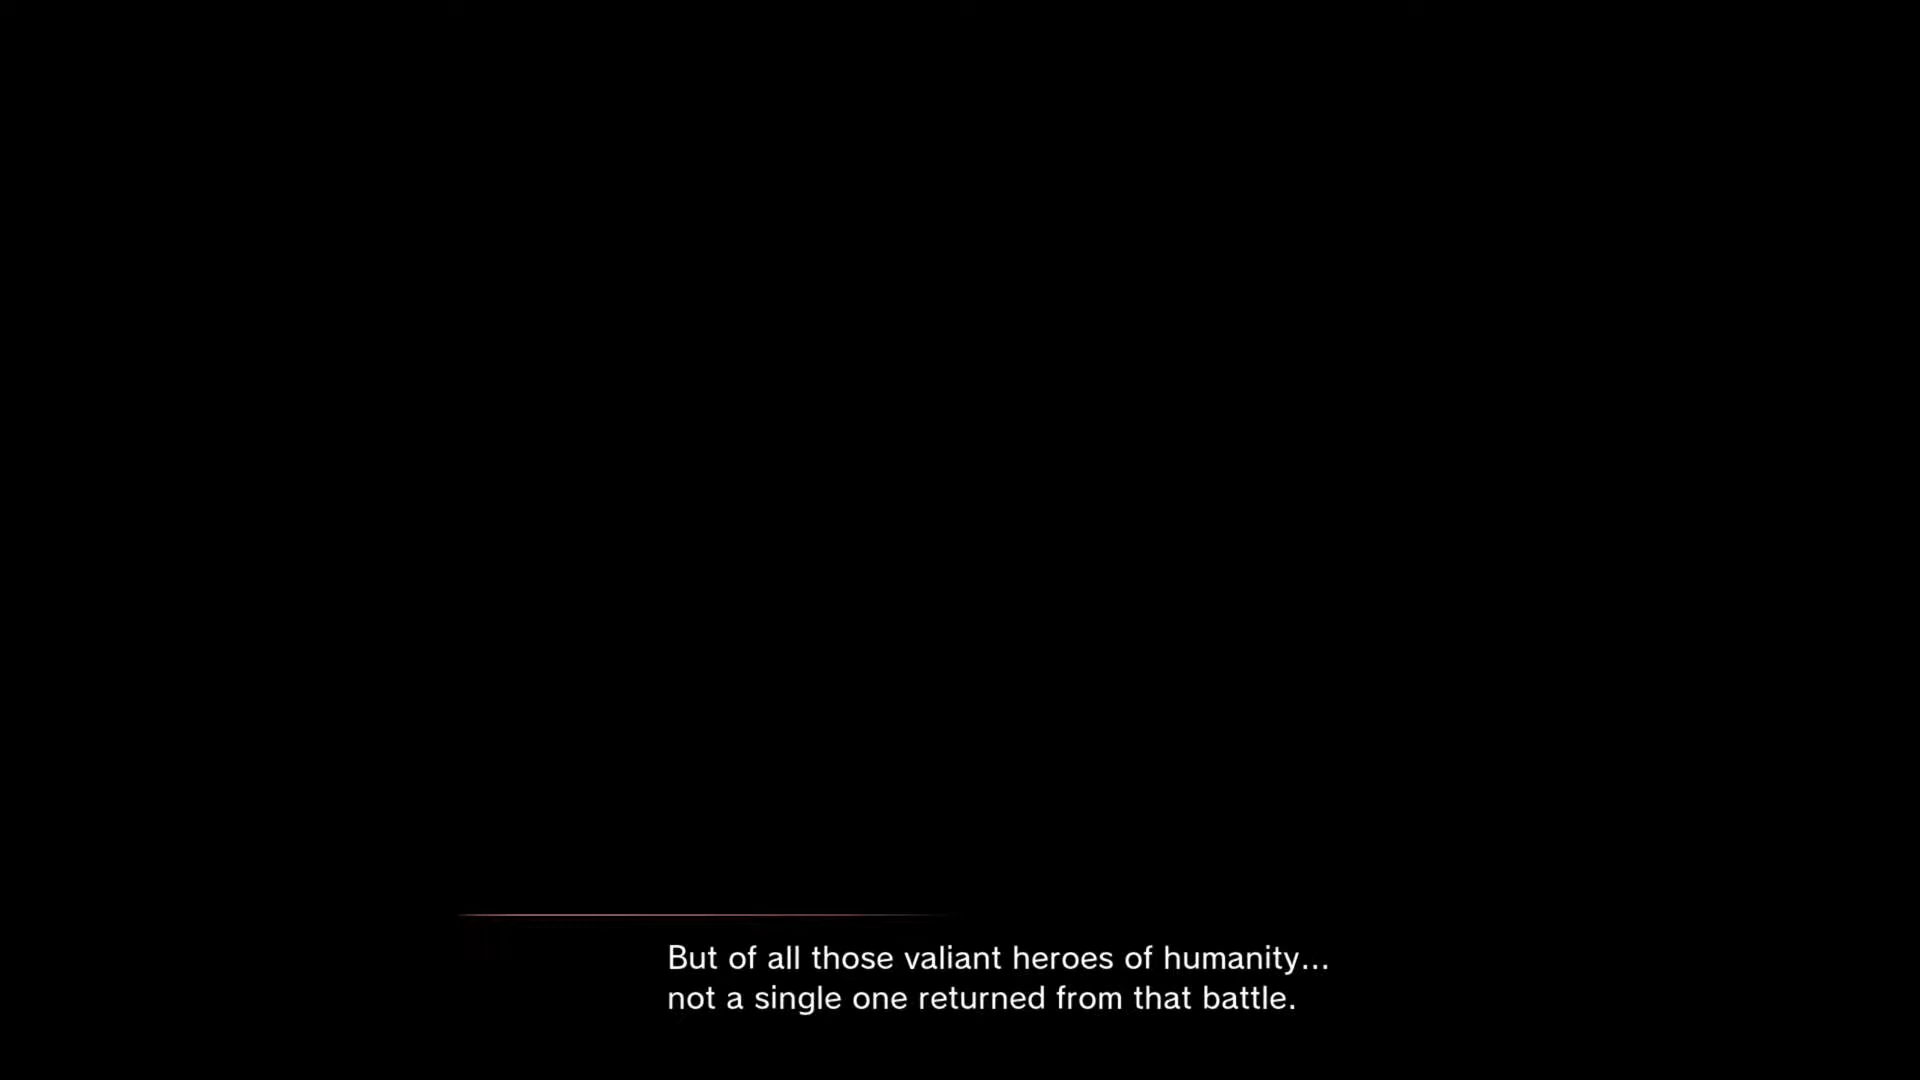 But of all those valiant heroes of humanity...
not a single one returned from that battle.